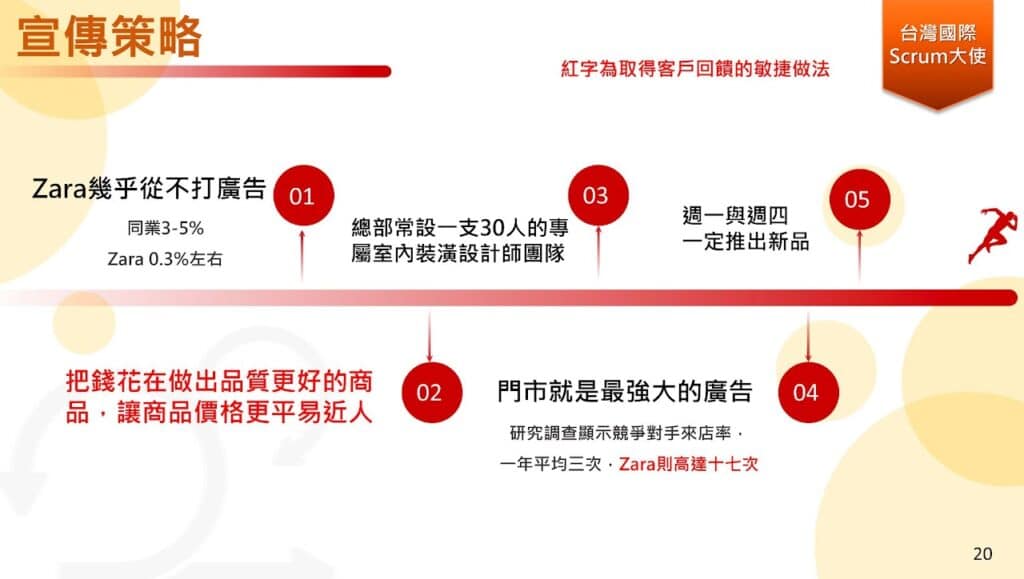 宣傳策略
台灣國際
Scrum大使
紅字為取得客戶回饋的敏捷做法
Zara幾乎從不打廣告
同業3-5%
Zara 0.3%左右
01
把錢花在做出品質更好的商
品，讓商品價格更平易近人
02
總部常設一支30人的專
屬室內裝潢設計師團隊
03
門市就是最強大的廣告
研究調查顯示競爭對手來店率，
一年平均三次，Zara則高達十七次
04
週一與週四
一定推出新品
05
20